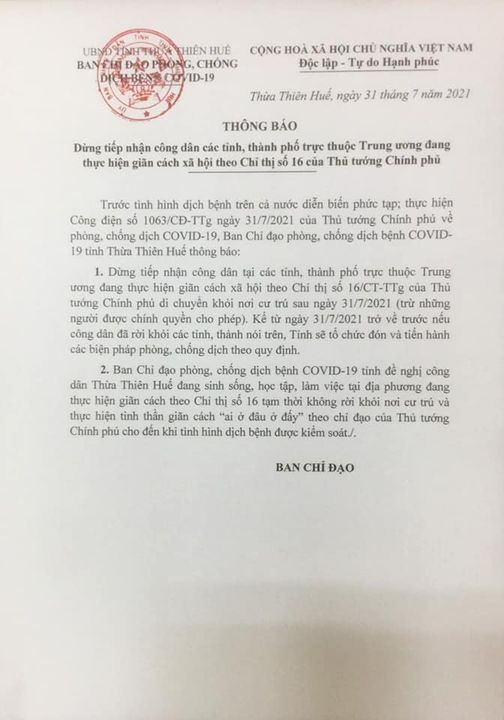 UBND TỈNH THỪA THIÊN HUẾ
BAN CHỈ ĐẠO PHÒNG, CHỐNG
DỊCH BỆNH COVID-19
CỘNG HOÀ XÃ HỘI CHỦ NGHĨA VIỆT NAM
Độc lập - Tự do Hạnh phúc
Thừa Thiên Huế, ngày 31 tháng 7 năm 2021
THÔNG BÁO
Dừng tiếp nhận công dân các tỉnh, thành phố trực thuộc Trung ương đang
thực hiện giãn cách xã hội theo Chỉ thị số 16 của Thủ tướng Chính phủ
Trước tình hình dịch bệnh trên cả nước diễn biến phức tạp; thực hiện
Công điện số 1063/CĐ-TTg ngày 31/7/2021 của Thủ tướng Chính phủ về
phòng, chống dịch COVID-19, Ban Chỉ đạo phòng, chống dịch bệnh COVID-
19 tỉnh Thừa Thiên Huế thông báo:
1. Dừng tiếp nhận công dân tại các tỉnh, thành phố trực thuộc Trung
ương đang thực hiện giãn cách xã hội theo Chỉ thị số 16/CT-TTg của Thủ
tướng Chính phủ di chuyển khỏi nơi cư trú sau ngày 31/7/2021 (trừ những
người được chính quyền cho phép). Kể từ ngày 31/7/2021 trở về trước nếu
công dân đã rời khỏi các tỉnh, thành nói trên, Tỉnh sẽ tổ chức đón và tiến hành
các biện pháp phòng, chống dịch theo quy định.
2. Ban Chỉ đạo phòng, chống dịch bệnh COVID-19 tỉnh đề nghị công
dân Thừa Thiên Huế đang sinh sống, học tập, làm việc tại địa phương đang
thực hiện giãn cách theo Chỉ thị số 16 tạm thời không rời khỏi nơi cư trú và
thực hiện tinh thần giãn cách “ai ở đâu ở đấy” theo chỉ đạo của Thủ tướng
Chính phủ cho đến khi tình hình dịch bệnh được kiểm soát./.
BAN CHỈ ĐẠO